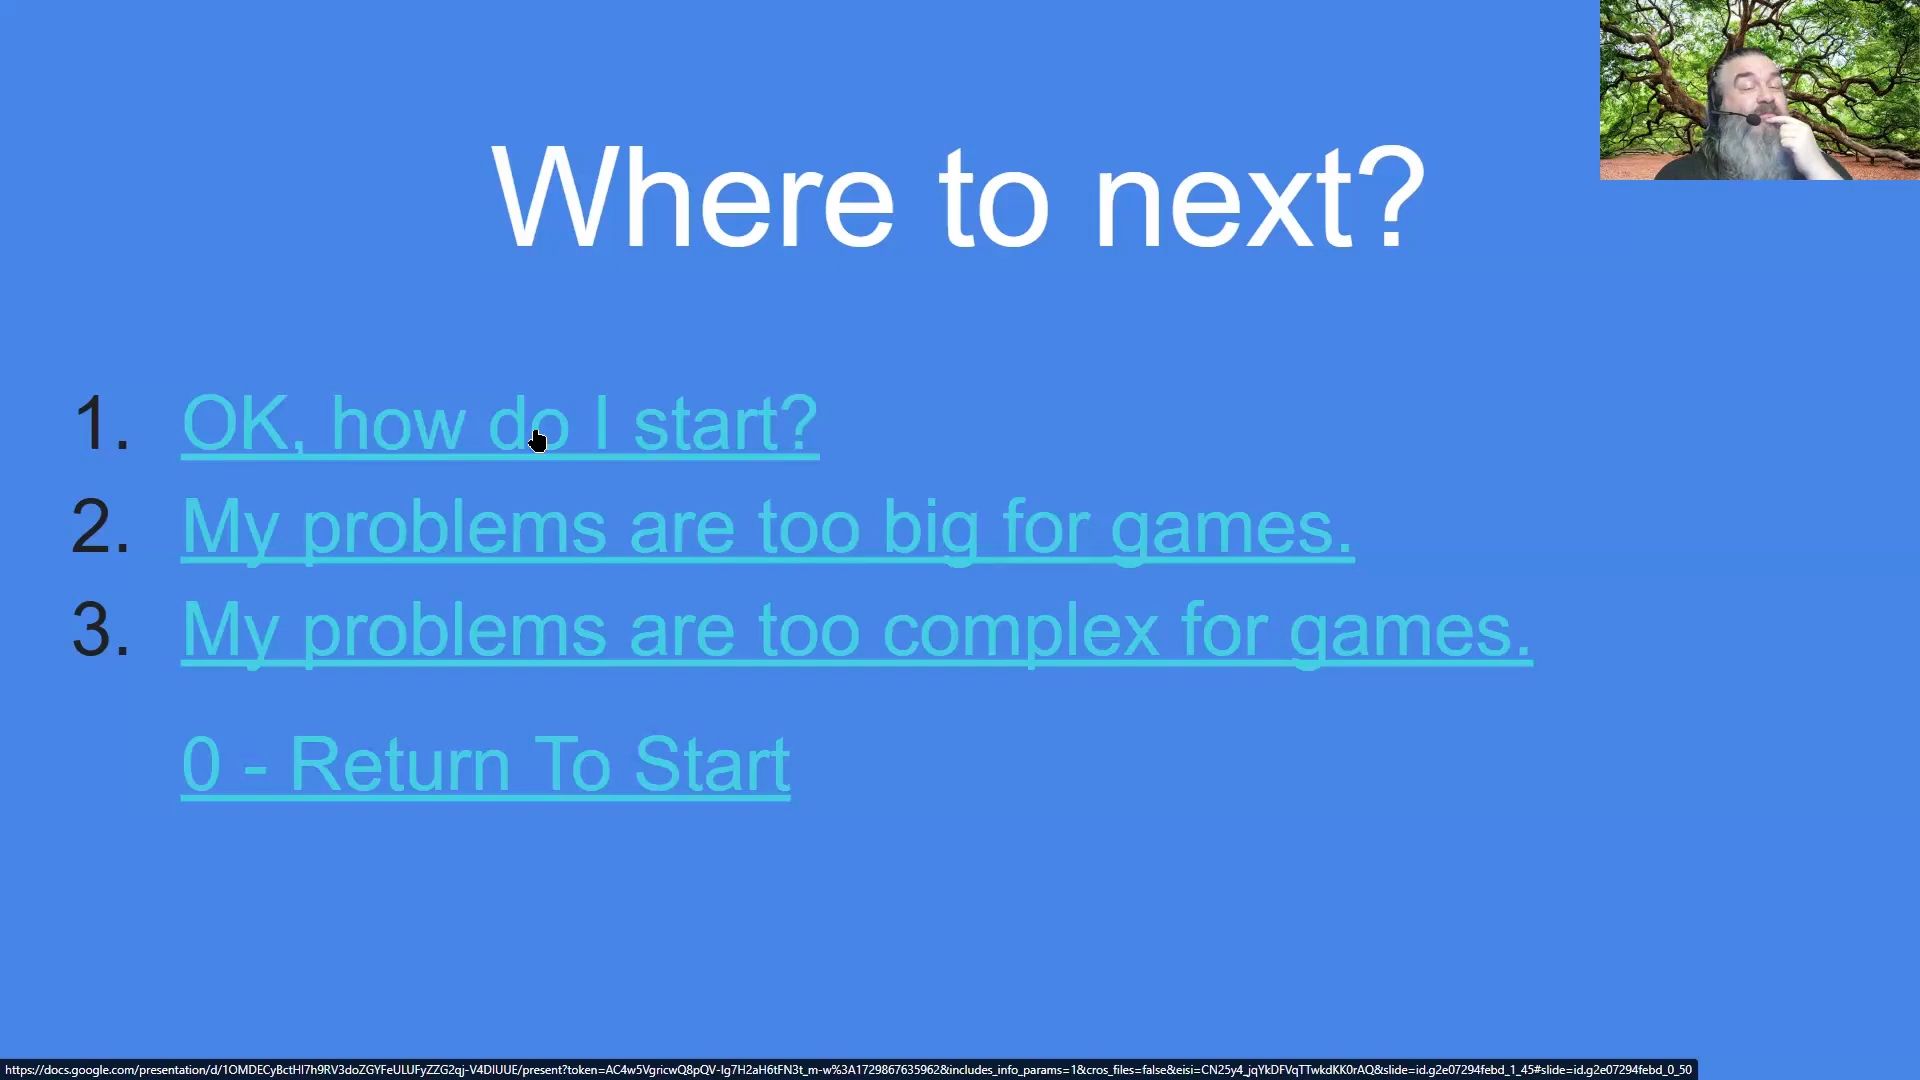 Where to next?
1. OK, how do I start?
2. My problems are too big for games.
3. My problems are too complex for games.
0 - Return To Start
https://docs.google.com/presentation/d/1OMDECyBctHl7h9RV3doZGYFeULUFyZZG2qj-V4DIUUE/present?token=AC4w5VgricwQ8pQV-Ig7H2aH6tFN3t_m-w%3A1729867635962&includes_info_params=1&cros_files=false&eisi=CN25y4_jqYkDFVqTTwkdKK0rAQ&slide=id.g2e07294febd_1_45#slide=id.g2e07294febd_0_50